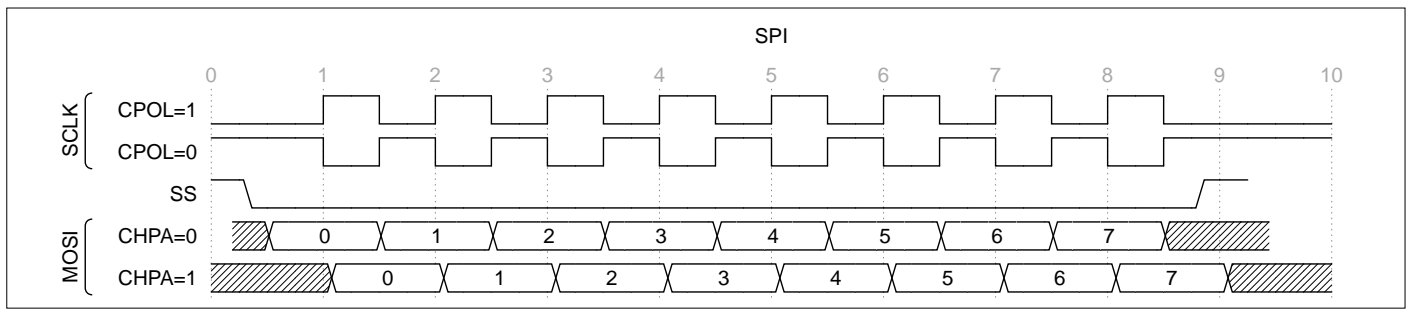 SPI
0 1 2 3 4 5 6 7 8 9 10
SCLK
CPOL=1
CPOL=0
SS
MOSI
CHPA=0 0 1 2 3 4 5 6 7
CHPA=1 0 1 2 3 4 5 6 7